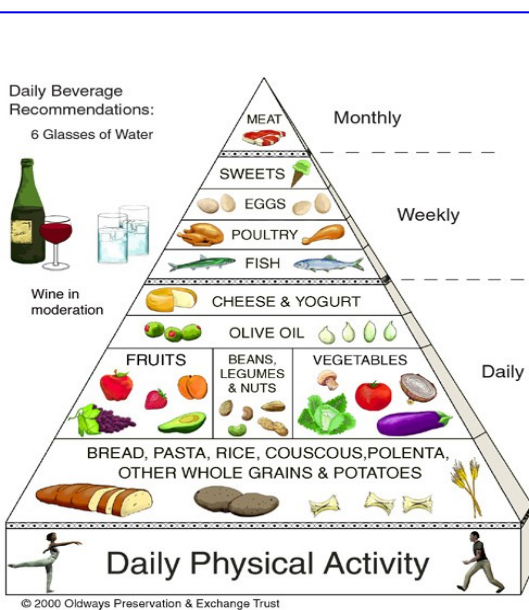 Daily Beverage
Recommendations:
6 Glasses of Water
Wine in
moderation
MEAT
Monthly
SWEETS
EGGS
POULTRY
FISH
Weekly
CHEESE & YOGURT
OLIVE OIL
FRUITS
BEANS,
LEGUMES
& NUTS
VEGETABLES
Daily
BREAD, PASTA, RICE, COUSCOUS,POLENTA,
OTHER WHOLE GRAINS & POTATOES
Daily Physical Activity
© 2000 Oldways Preservation & Exchange Trust